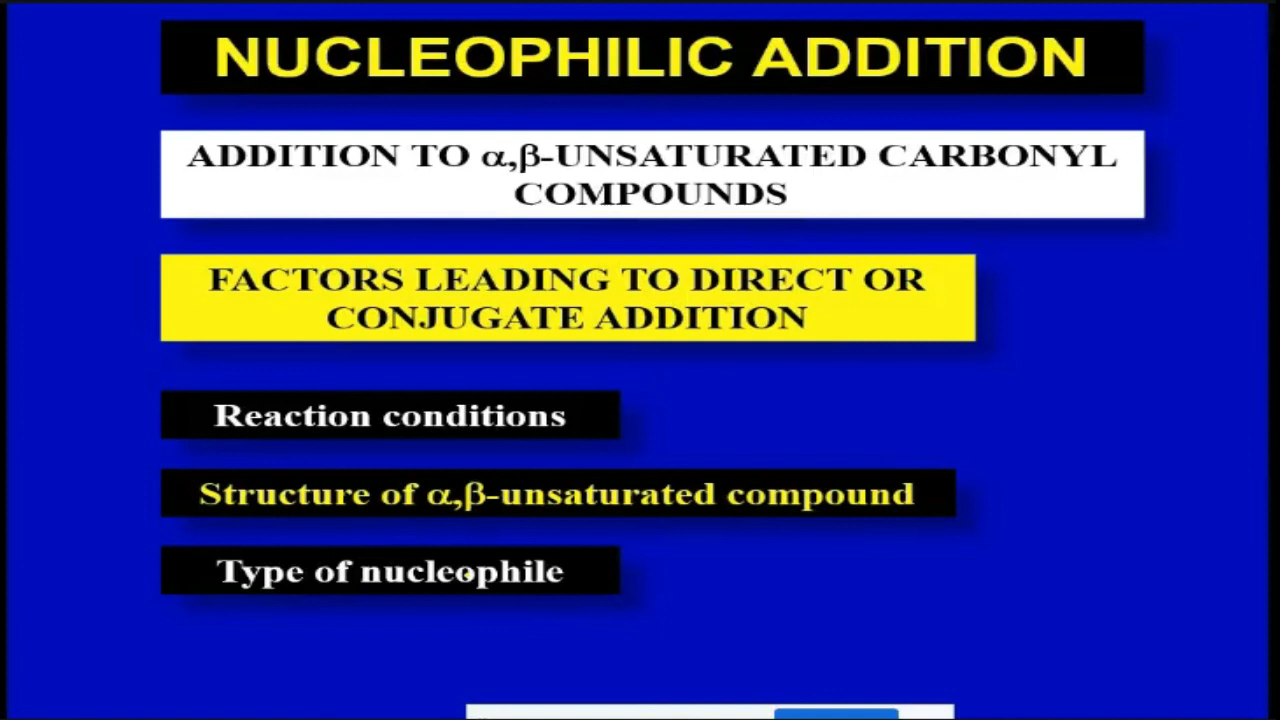 NUCLEOPHILIC ADDITION
ADDITION TO α,β-UNSATURATED CARBONYL
COMPOUNDS
FACTORS LEADING TO DIRECT OR
CONJUGATE ADDITION
Reaction conditions
Structure of α,β-unsaturated compound
Type of nucleophile